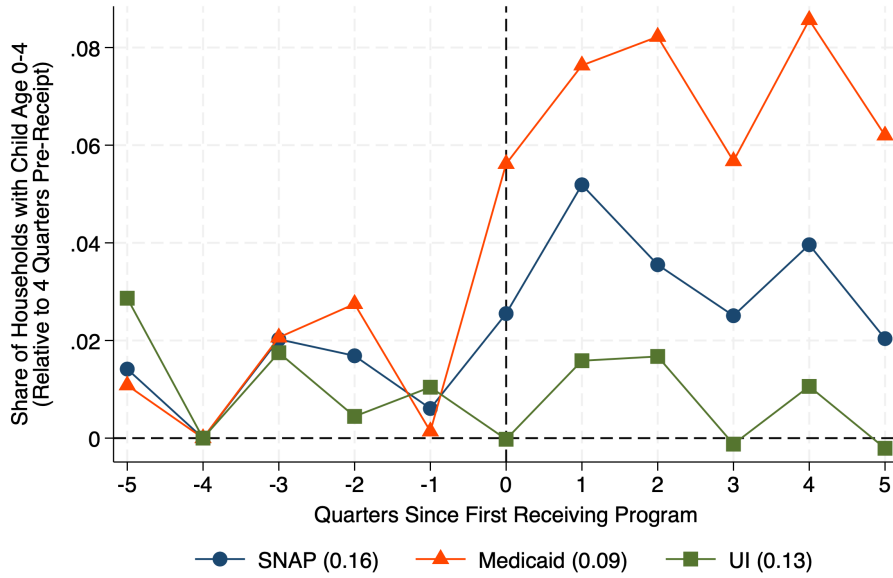 Share of Households with Child Age 0-4
(Relative to 4 Quarters Pre-Receipt)
.08
.06
.04
.02
0
-5 -4 -3 -2 -1 0 1 2 3 4 5
Quarters Since First Receiving Program
SNAP (0.16) Medicaid (0.09) UI (0.13)